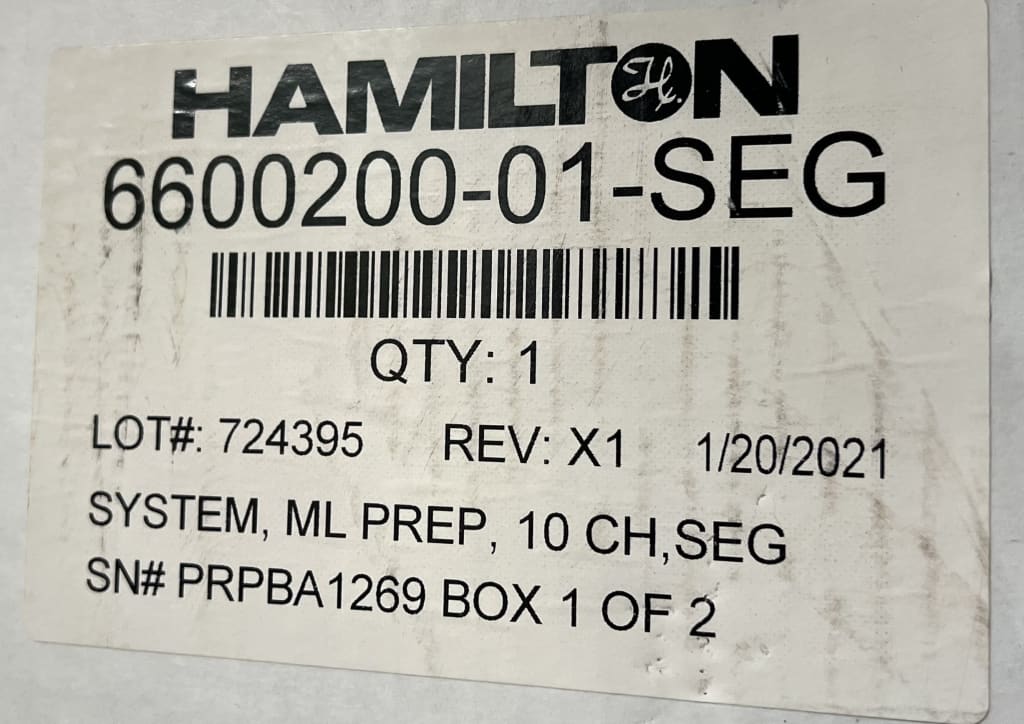 HAMILTON
6600200-01-SEG
QTY: 1
LOT#: 724395 REV: X1 1/20/2021
SYSTEM, ML PREP, 10 CH,SEG
SN# PRPBA1269 BOX 1 OF 2